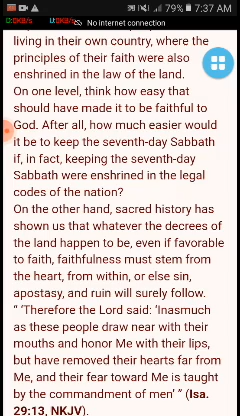 0:0KB/s U:0KB/s 79% 7:37 AM
No internet connection
living in their own country, where the
principles of their faith were also
enshrined in the law of the land.
On one level, think how easy that
should have made it to be faithful to
God. After all, how much easier would
it be to keep the seventh-day Sabbath
if, in fact, keeping the seventh-day
Sabbath were enshrined in the legal
codes of the nation?
On the other hand, sacred history has
shown us that whatever the decrees of
the land happen to be, even if favorable
to faith, faithfulness must stem from
the heart, from within, or else sin,
apostasy, and ruin will surely follow.
“ ‘Therefore the Lord said: ‘Inasmuch
as these people draw near with their
mouths and honor Me with their lips,
but have removed their hearts far from
Me, and their fear toward Me is taught
by the commandment of men’ ” (Isa.
29:13, NKJV).